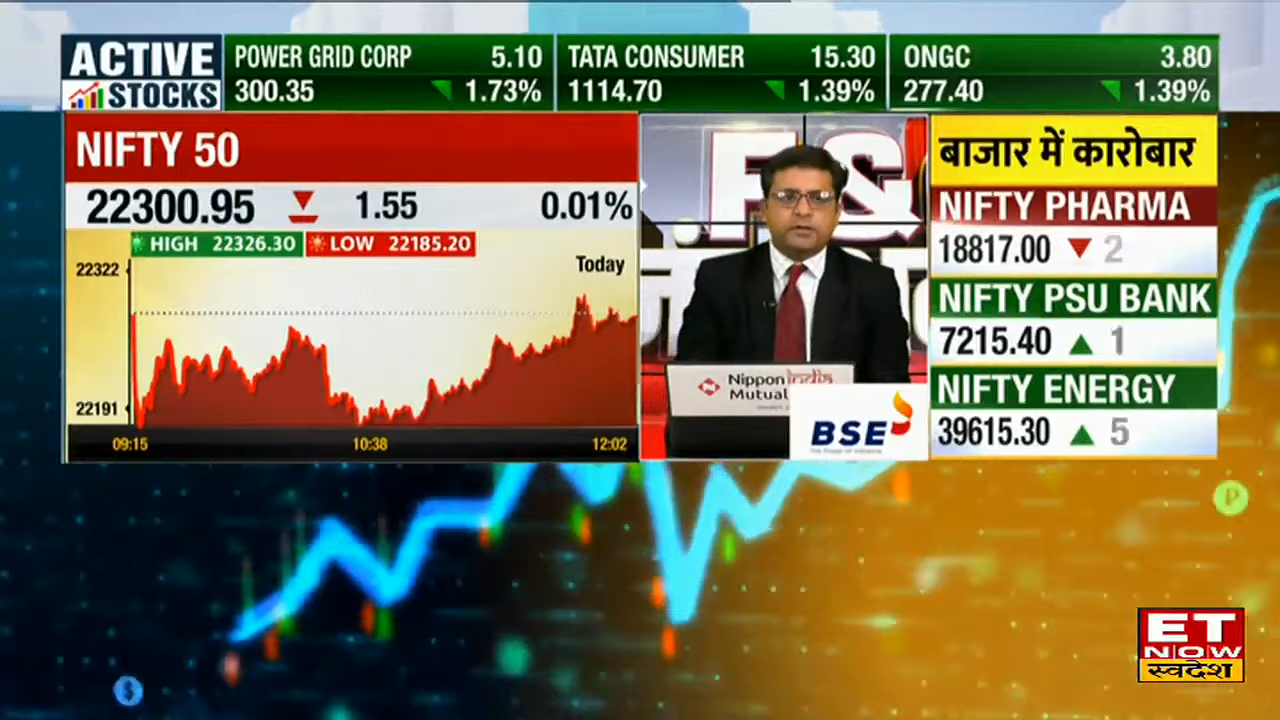 ACTIVE
STOCKS
POWER GRID CORP 5.10
300.35 1.73%
TATA CONSUMER 15.30
1114.70 1.39%
ONGC 3.80
277.40 1.39%
NIFTY 50
22300.95 1.55 0.01%
HIGH 22326.30 LOW 22185.20
Today
22322
22191
09:15 10:38 12:02
F&
Nippon india
Mutual
BSE
बाजार में कारोबार
NIFTY PHARMA
18817.00 2
NIFTY PSU BANK
7215.40 1
NIFTY ENERGY
39615.30 5
ET
NOW
स्वदेश